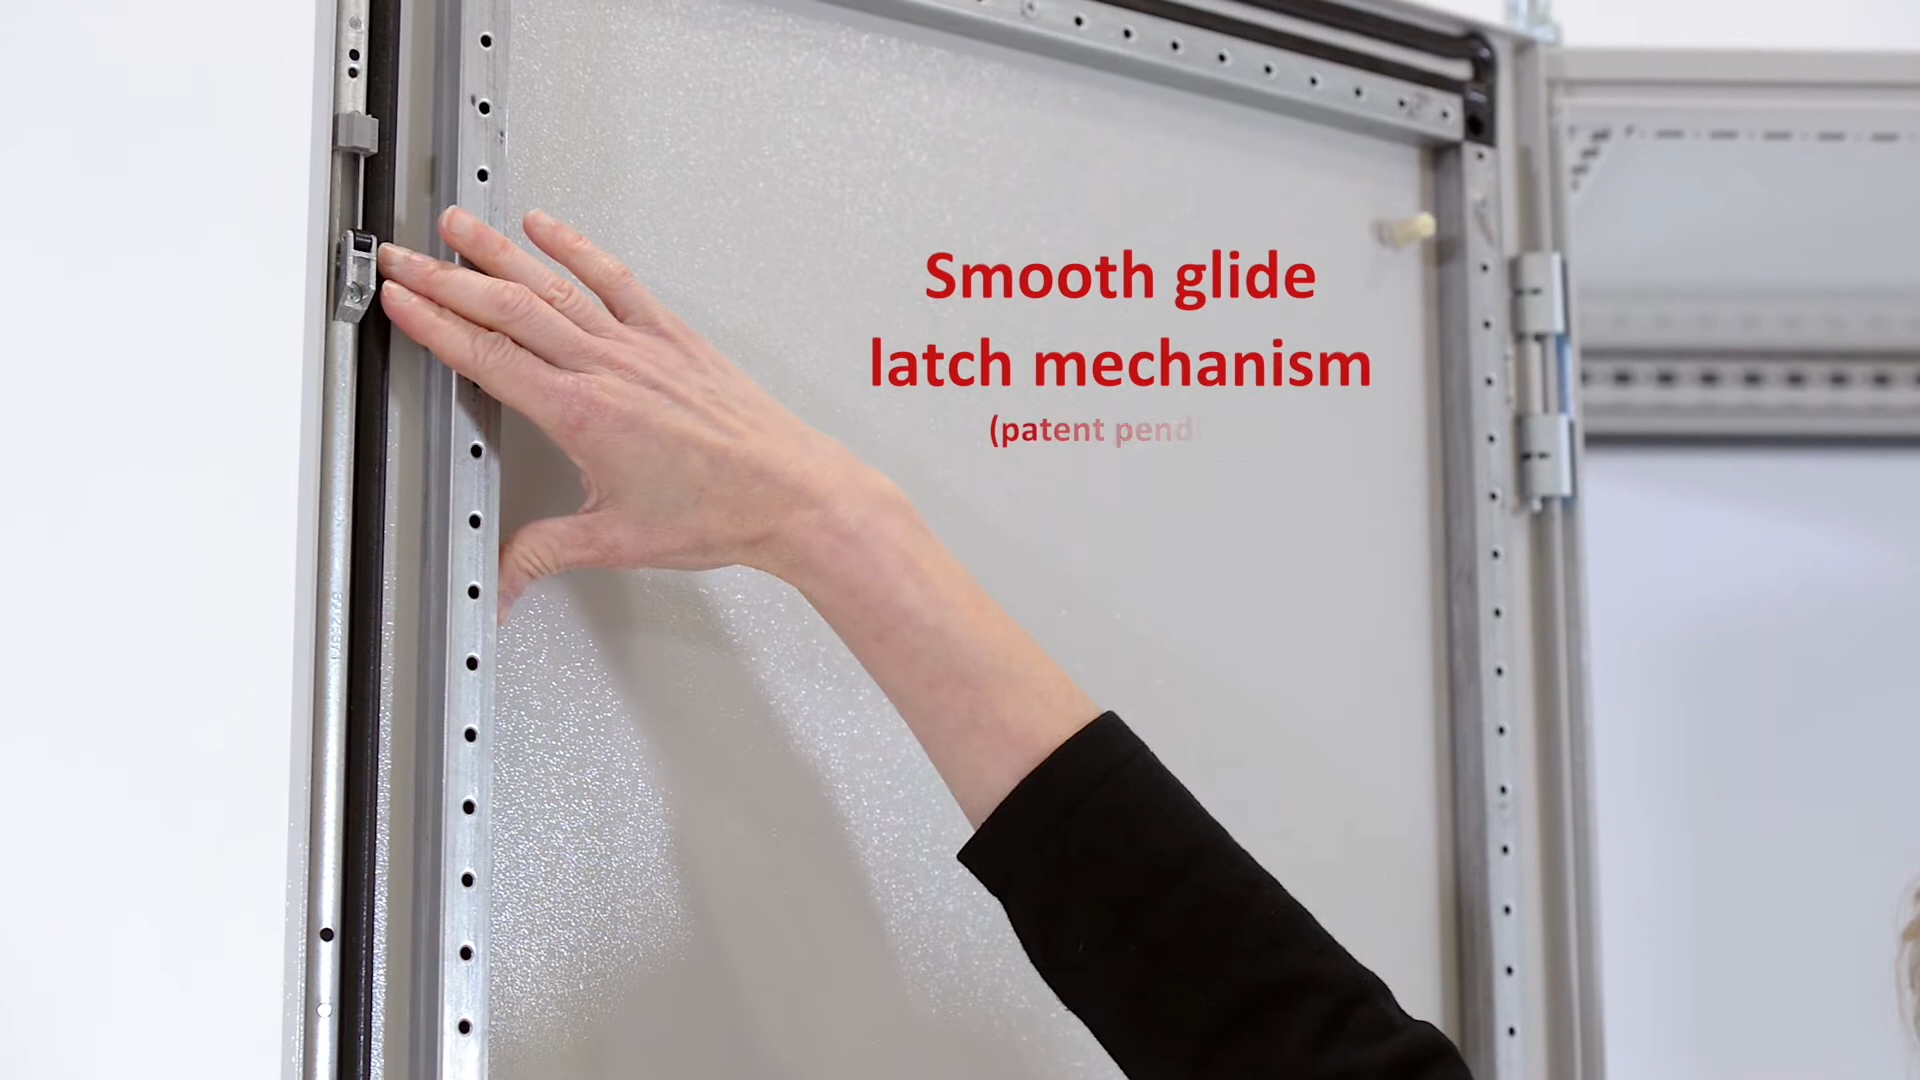 Smooth glide
latch mechanism
(patent pend